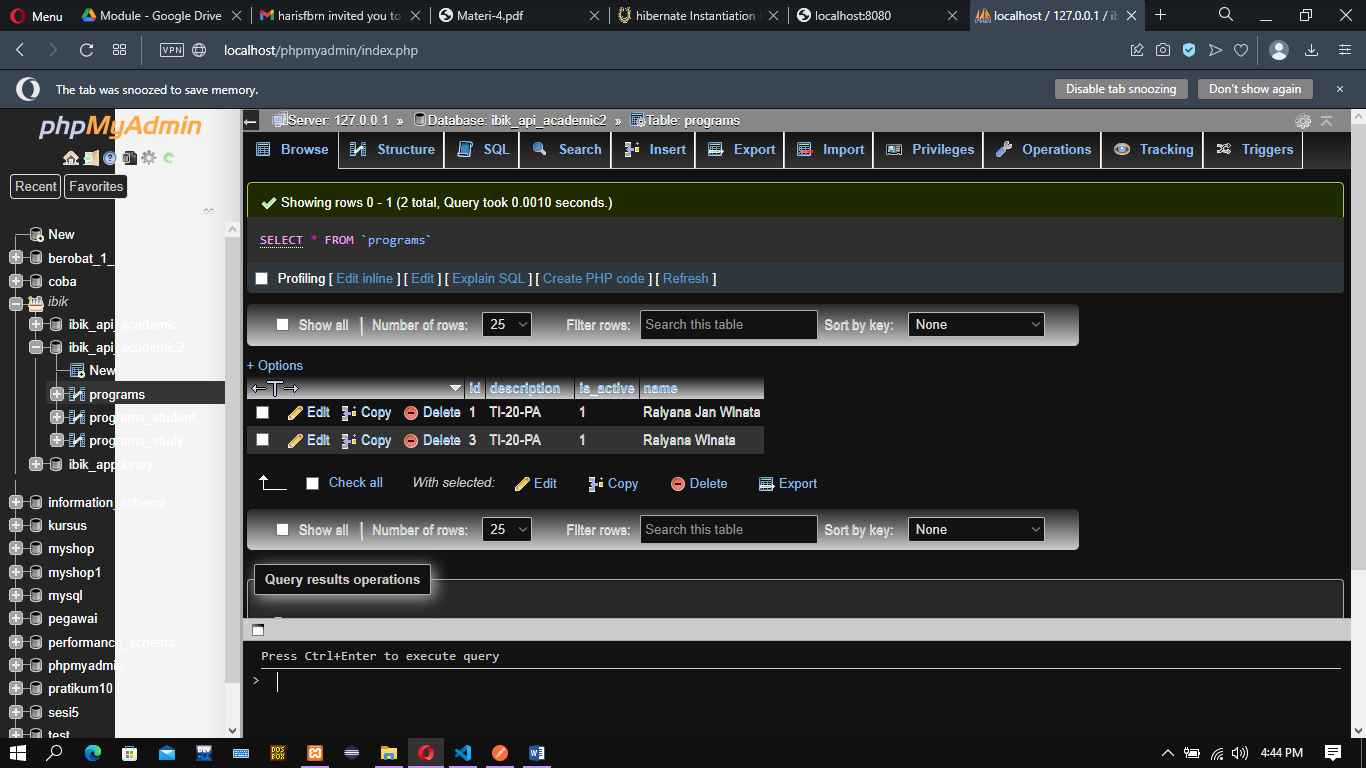 Menu
Module - Google Drive
harisfbrn invited you to
Materi-4.pdf
hibernate Instantiation
localhost:8080
localhost / 127.0.0.1 / ib
VPN
localhost/phpmyadmin/index.php
The tab was snoozed to save memory.
Disable tab snoozing
Don't show again
phpMyAdmin
Recent
Favorites
New
berobat_1_
coba
ibik
ibik_api_academic
ibik_api_academic2
New
programs
programs_student
programs_study
ibik_applibrary
information_schema
kursus
myshop
myshop1
mysql
pegawai
performance_schema
phpmyadmin
pratikum10
sesi5
test
Server: 127.0.0.1 » Database: ibik_api_academic2 » Table: programs
Browse Structure SQL Search Insert Export Import Privileges Operations Tracking Triggers
Showing rows 0 - 1 (2 total, Query took 0.0010 seconds.)
SELECT * FROM `programs`
Profiling [ Edit inline ] [ Edit ] [ Explain SQL ] [ Create PHP code ] [ Refresh ]
Show all | Number of rows: 25 Filter rows: Search this table Sort by key: None
+ Options
←T→ id description is_active name
Edit Copy Delete 1 TI-20-PA 1 Ralyana Jan Winata
Edit Copy Delete 3 TI-20-PA 1 Ralyana Winata
Check all With selected: Edit Copy Delete Export
Show all | Number of rows: 25 Filter rows: Search this table Sort by key: None
Query results operations
Press Ctrl+Enter to execute query
>
DEV
DOS BOX
4:44 PM